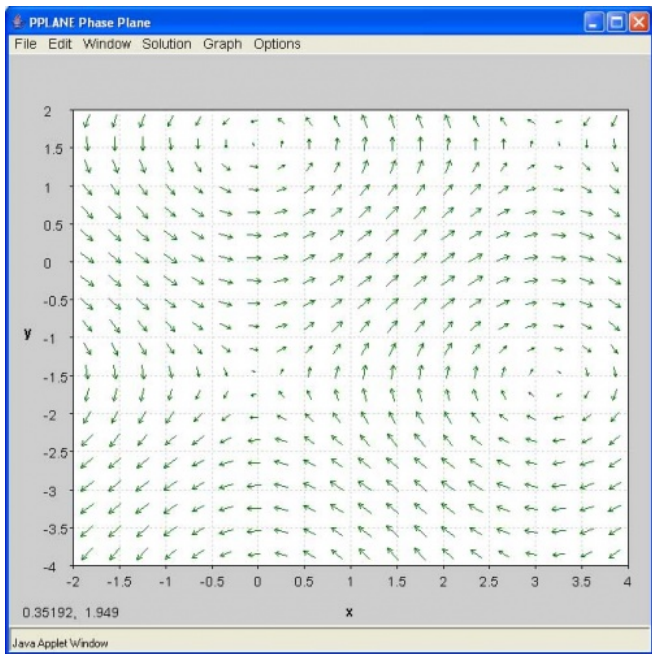 PPLANE Phase Plane
File Edit Window Solution Graph Options
2
1.5
1
0.5
0
-0.5
y
-1
-1.5
-2
-2.5
-3
-3.5
-4
-2 -1.5 -1 -0.5 0 0.5 1 1.5 2 2.5 3 3.5 4
0.35192, 1.949
x
Java Applet Window